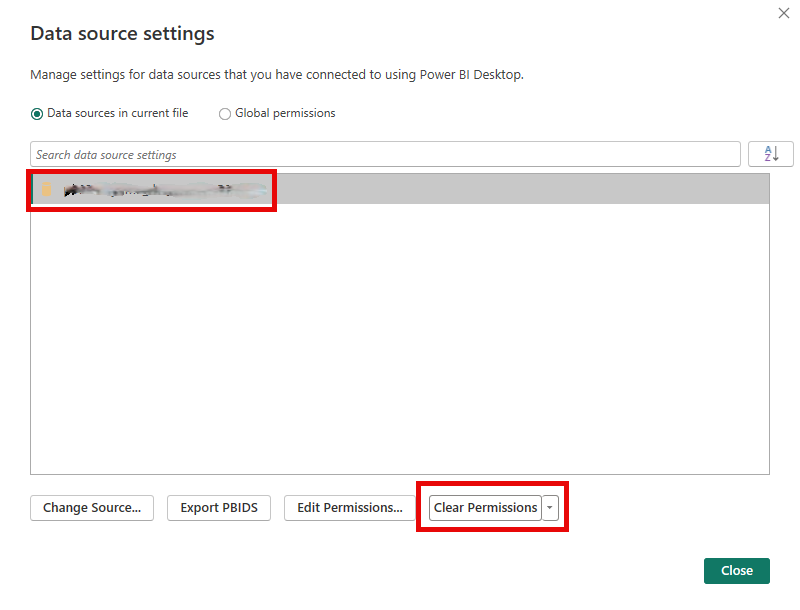 Data source settings
Manage settings for data sources that you have connected to using Power BI Desktop.
Data sources in current file Global permissions
Search data source settings A Z
Change Source... Export PBIDS Edit Permissions... Clear Permissions
Close